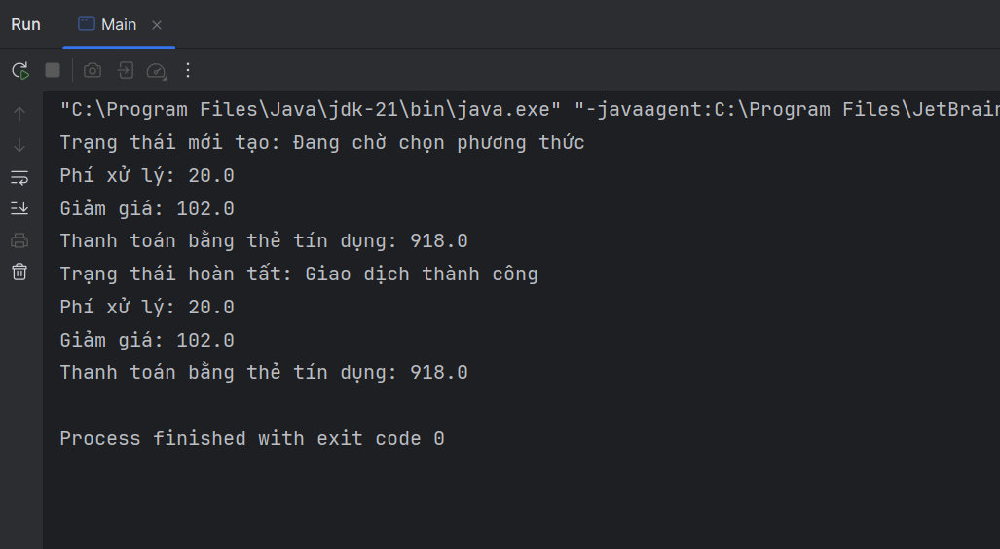 Run
Main
"C:\Program Files\Java\jdk-21\bin\java.exe" "-javaagent:C:\Program Files\JetBrain
Trạng thái mới tạo: Đang chờ chọn phương thức
Phí xử lý: 20.0
Giảm giá: 102.0
Thanh toán bằng thẻ tín dụng: 918.0
Trạng thái hoàn tất: Giao dịch thành công
Phí xử lý: 20.0
Giảm giá: 102.0
Thanh toán bằng thẻ tín dụng: 918.0
Process finished with exit code 0